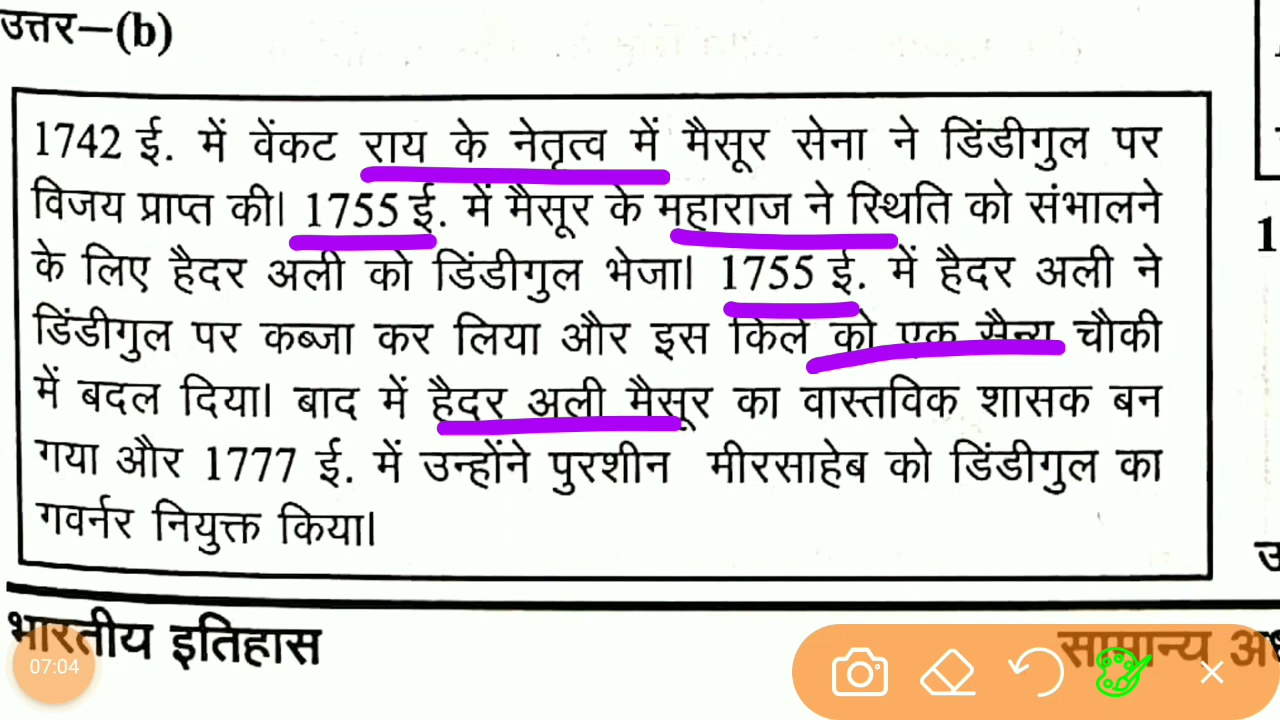 उत्तर–(b)
1742 ई. में वेंकट राय के नेतृत्व में मैसूर सेना ने डिंडीगुल पर
विजय प्राप्त की। 1755 ई. में मैसूर के महाराज ने स्थिति को संभालने
के लिए हैदर अली को डिंडीगुल भेजा। 1755 ई. में हैदर अली ने
डिंडीगुल पर कब्जा कर लिया और इस किले को एक सैन्य चौकी
में बदल दिया। बाद में हैदर अली मैसूर का वास्तविक शासक बन
गया और 1777 ई. में उन्होंने पुरशीन मीरसाहेब को डिंडीगुल का
गवर्नर नियुक्त किया।
1
भारतीय इतिहास
सामान्य
07:04